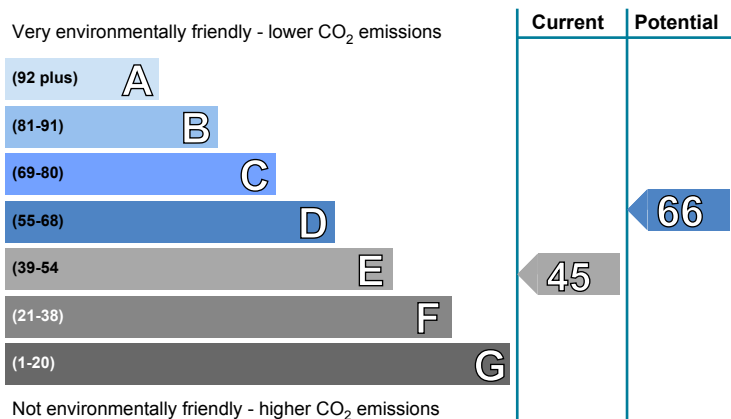 Very environmentally friendly - lower CO₂ emissions
Current Potential
(92 plus) A
(81-91) B
(69-80) C
(55-68) D
66
(39-54 E
45
(21-38) F
(1-20) G
Not environmentally friendly - higher CO₂ emissions